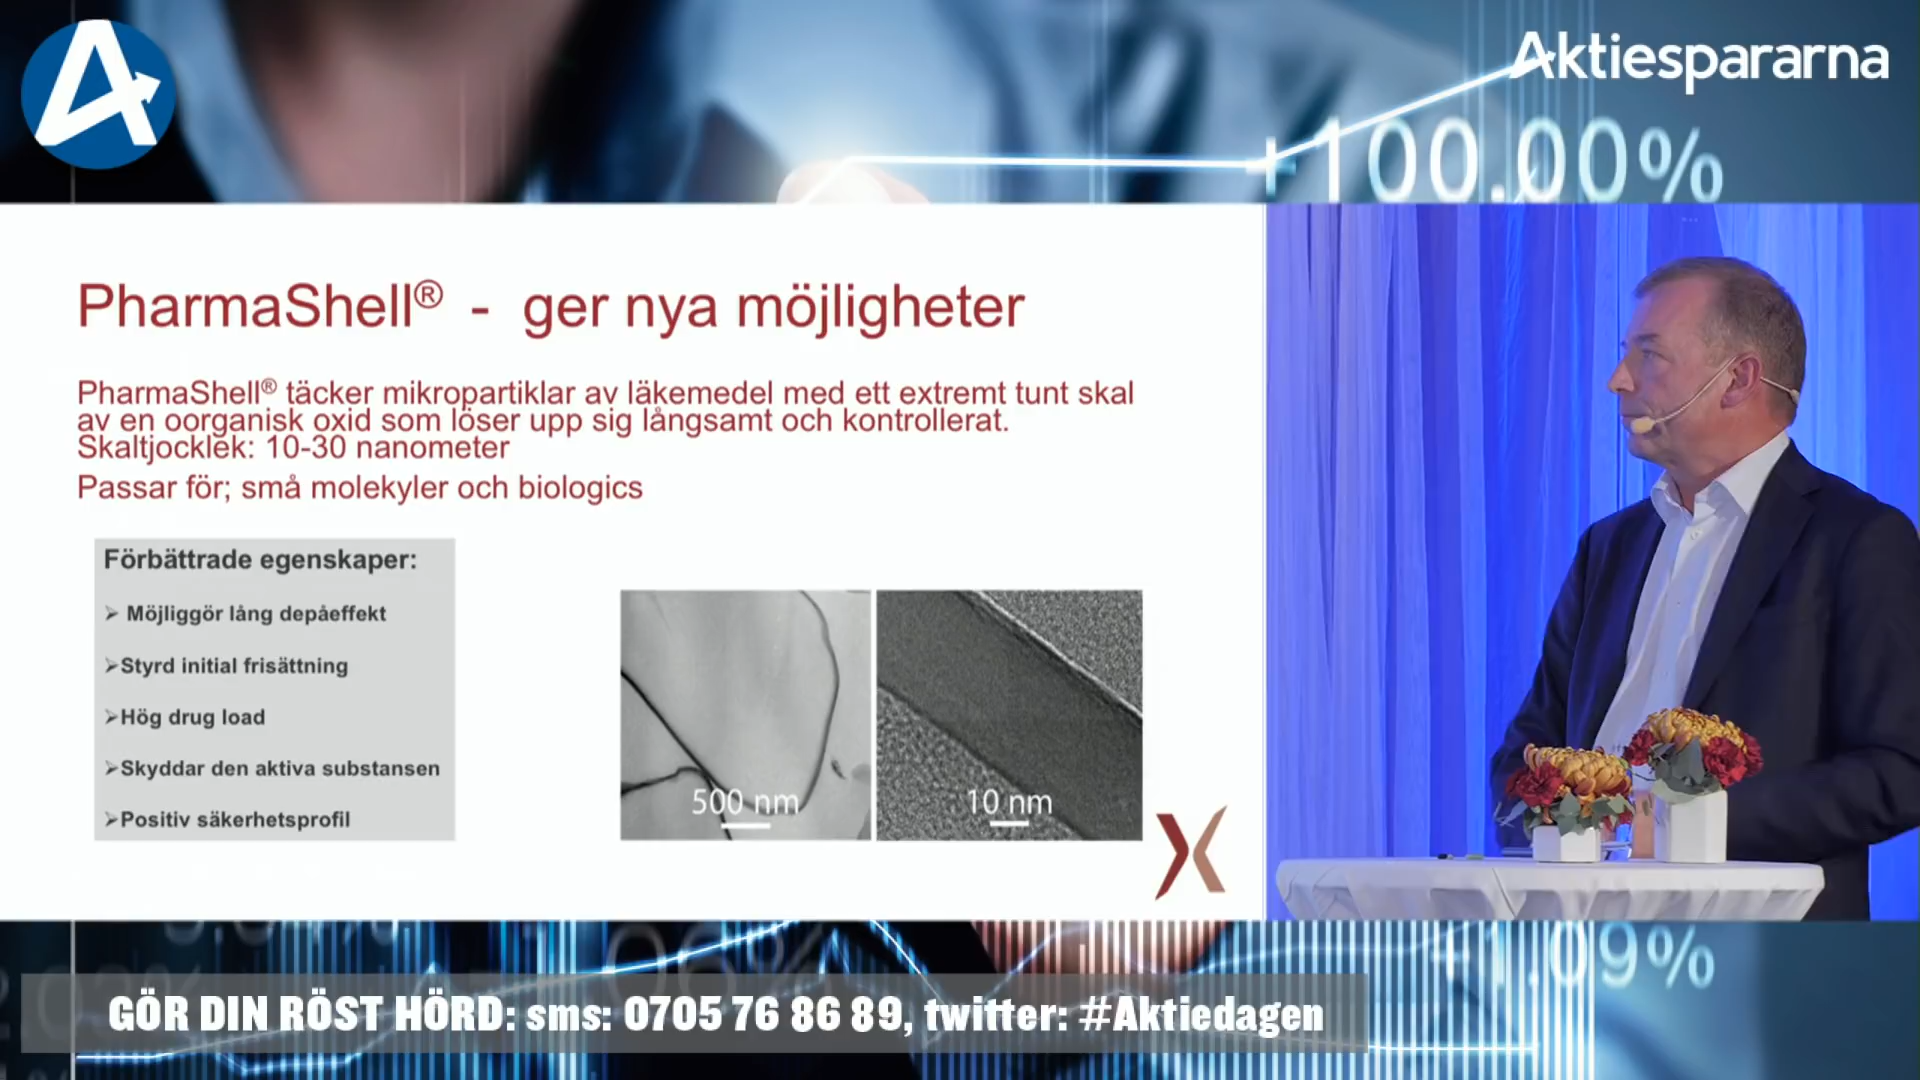 Aktiespararna
+100.00%
PharmaShell® - ger nya möjligheter
PharmaShell® täcker mikropartiklar av läkemedel med ett extremt tunt skal
av en oorganisk oxid som löser upp sig långsamt och kontrollerat.
Skaltjocklek: 10-30 nanometer
Passar för; små molekyler och biologics
Förbättrade egenskaper:
➢ Möjliggör lång depåeffekt
➢Styrd initial frisättning
➢Hög drug load
➢Skyddar den aktiva substansen
➢Positiv säkerhetsprofil
500 nm
10 nm
+1.09%
GÖR DIN RÖST HÖRD: sms: 0705 76 86 89, twitter: #Aktiedagen